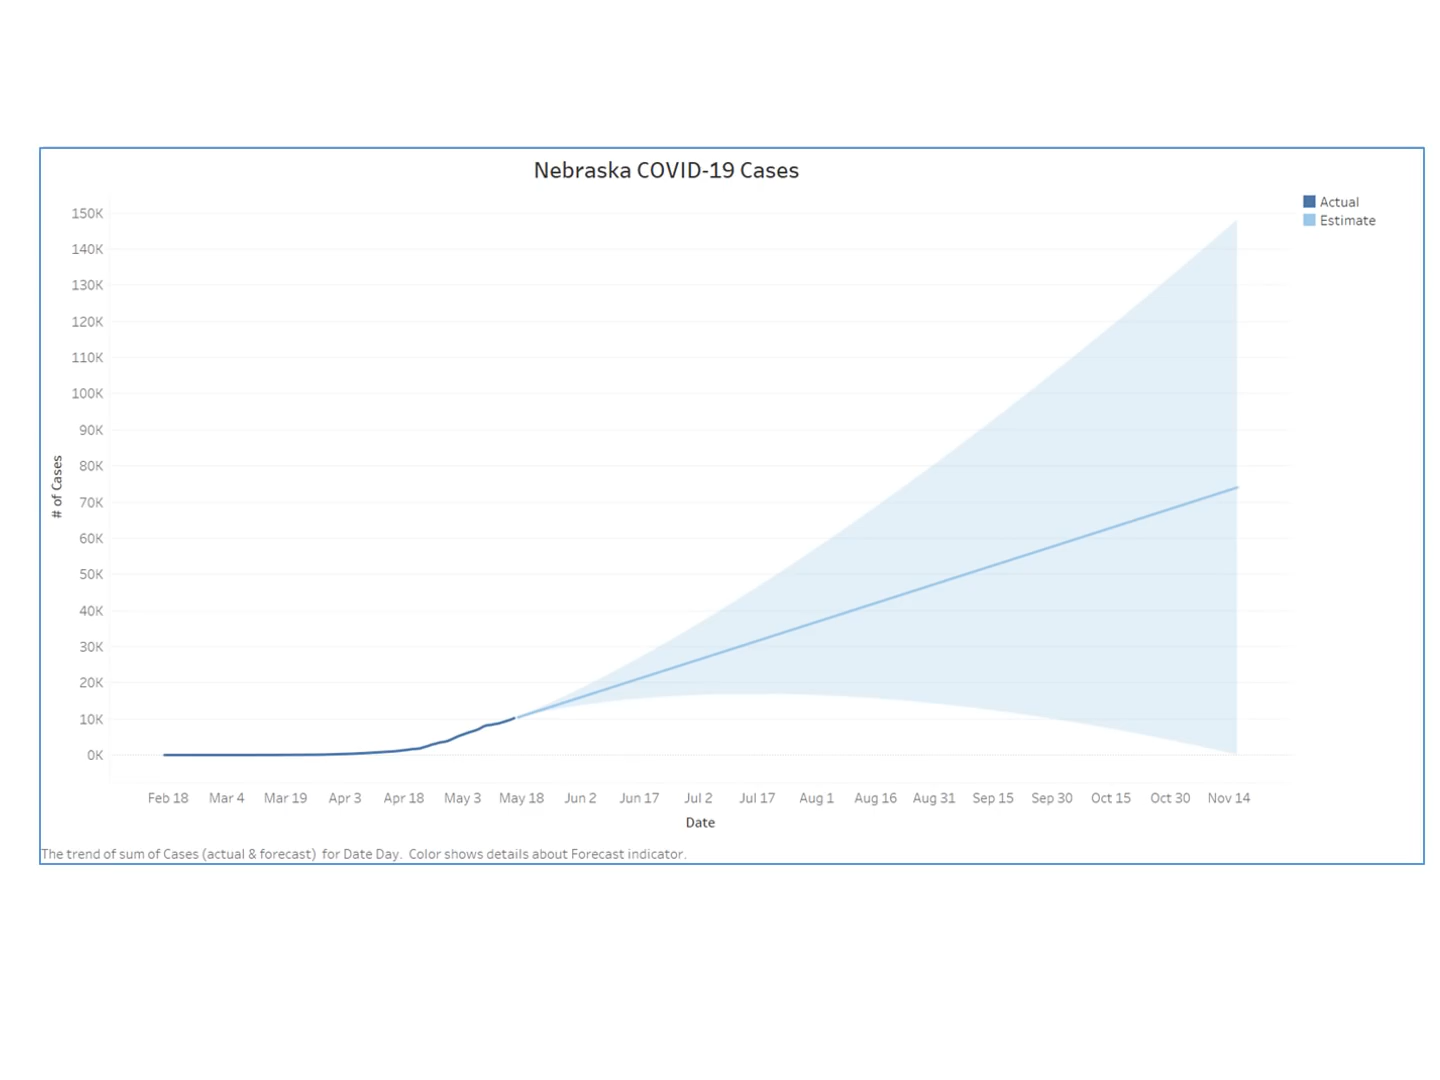 Nebraska COVID-19 Cases
Actual
Estimate
150K
140K
130K
120K
110K
100K
90K
80K
70K
60K
50K
40K
30K
20K
10K
0K
# of Cases
Feb 18 Mar 4 Mar 19 Apr 3 Apr 18 May 3 May 18 Jun 2 Jun 17 Jul 2 Jul 17 Aug 1 Aug 16 Aug 31 Sep 15 Sep 30 Oct 15 Oct 30 Nov 14
Date
The trend of sum of Cases (actual & forecast)  for Date Day.  Color shows details about Forecast indicator.